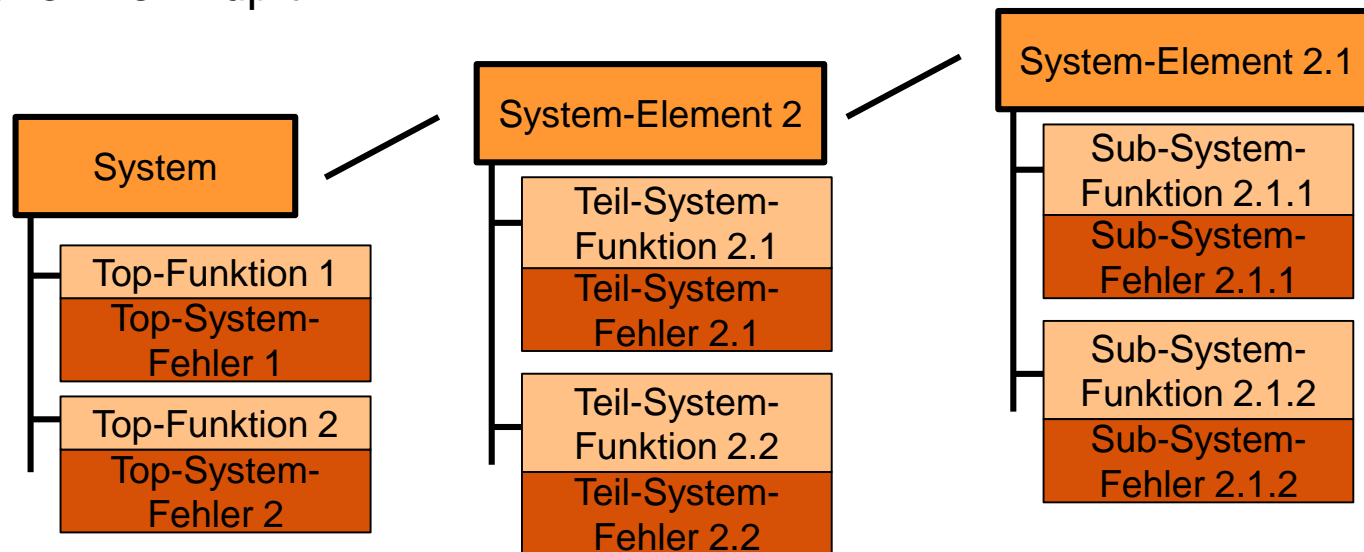 System
Top-Funktion 1
Top-System-
Fehler 1
Top-Funktion 2
Top-System-
Fehler 2
System-Element 2
Teil-System-
Funktion 2.1
Teil-System-
Fehler 2.1
Teil-System-
Funktion 2.2
Teil-System-
Fehler 2.2
System-Element 2.1
Sub-System-
Funktion 2.1.1
Sub-System-
Fehler 2.1.1
Sub-System-
Funktion 2.1.2
Sub-System-
Fehler 2.1.2